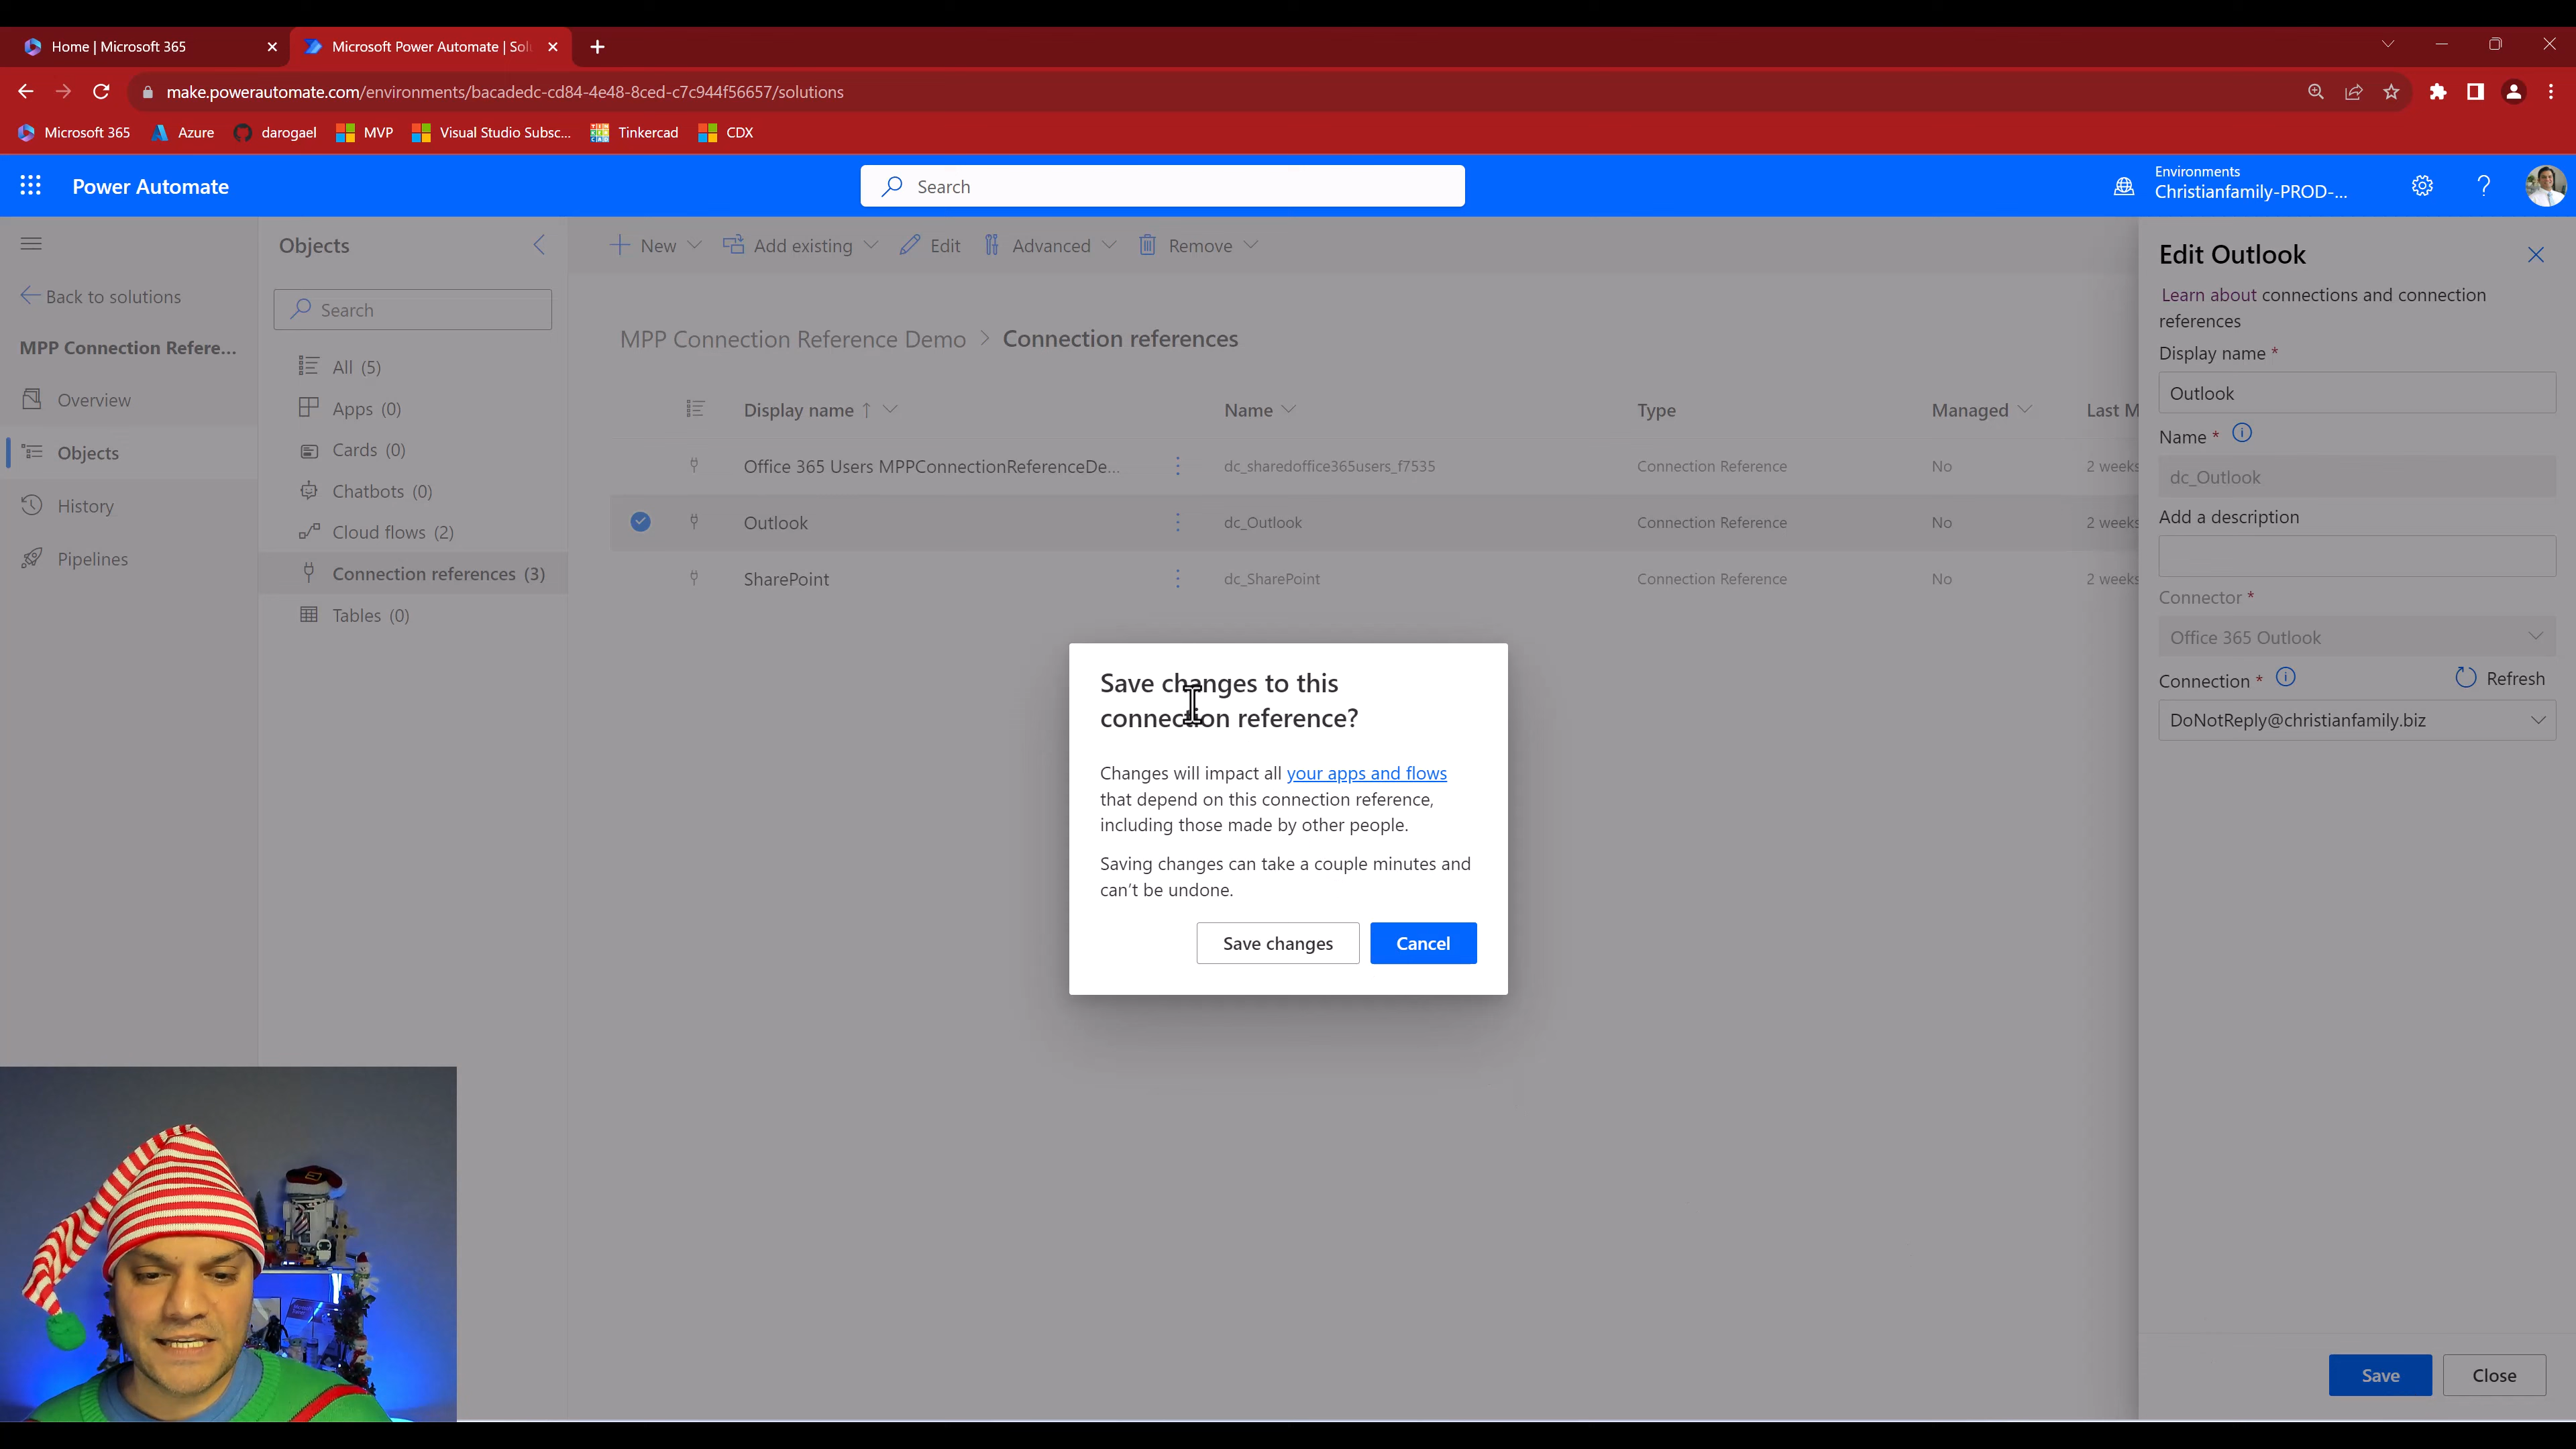 Home | Microsoft 365
Microsoft Power Automate | Sol
make.powerautomate.com/environments/bacadedc-cd84-4e48-8ced-c7c944f56657/solutions
Microsoft 365
Azure
darogael
MVP
Visual Studio Subsc...
Tinkercad
CDX
Power Automate
Search
Environments
Christianfamily-PROD-...
Back to solutions
MPP Connection Refere...
Overview
Objects
History
Pipelines
Objects
Search
All (5)
Apps (0)
Cards (0)
Chatbots (0)
Cloud flows (2)
Connection references (3)
Tables (0)
New
Add existing
Edit
Advanced
Remove
MPP Connection Reference Demo > Connection references
Display name ↑ Name Type Managed Last M
Office 365 Users MPPConnectionReferenceDe... dc_sharedoffice365users_f7535 Connection Reference No 2 weeks
Outlook dc_Outlook Connection Reference No 2 weeks
SharePoint dc_SharePoint Connection Reference No 2 weeks
Save changes to this
connection reference?
Changes will impact all your apps and flows
that depend on this connection reference,
including those made by other people.
Saving changes can take a couple minutes and
can't be undone.
Save changes
Cancel
Edit Outlook
Learn about connections and connection
references
Display name *
Outlook
Name *
dc_Outlook
Add a description
Connector *
Office 365 Outlook
Connection *
Refresh
DoNotReply@christianfamily.biz
Save
Close